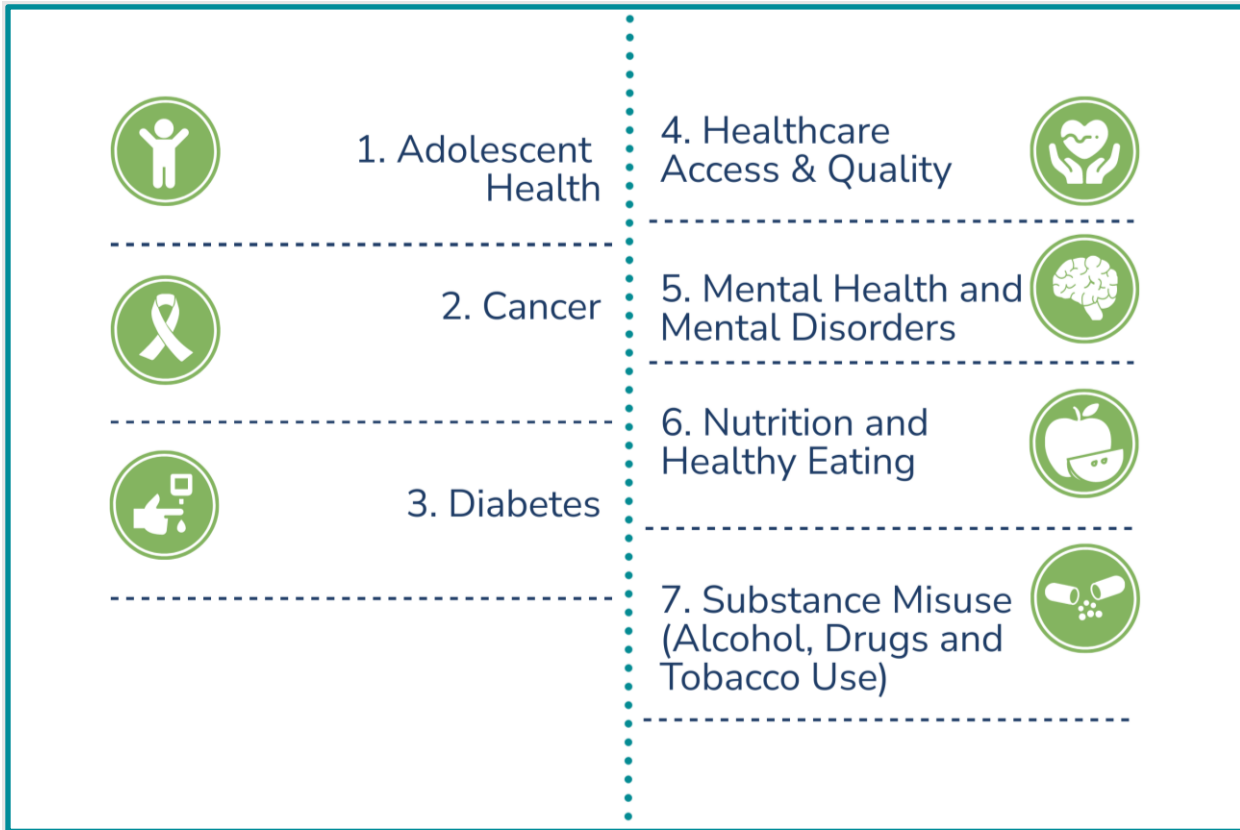 1. Adolescent
Health
2. Cancer
3. Diabetes
4. Healthcare
Access & Quality
5. Mental Health and
Mental Disorders
6. Nutrition and
Healthy Eating
7. Substance Misuse
(Alcohol, Drugs and
Tobacco Use)